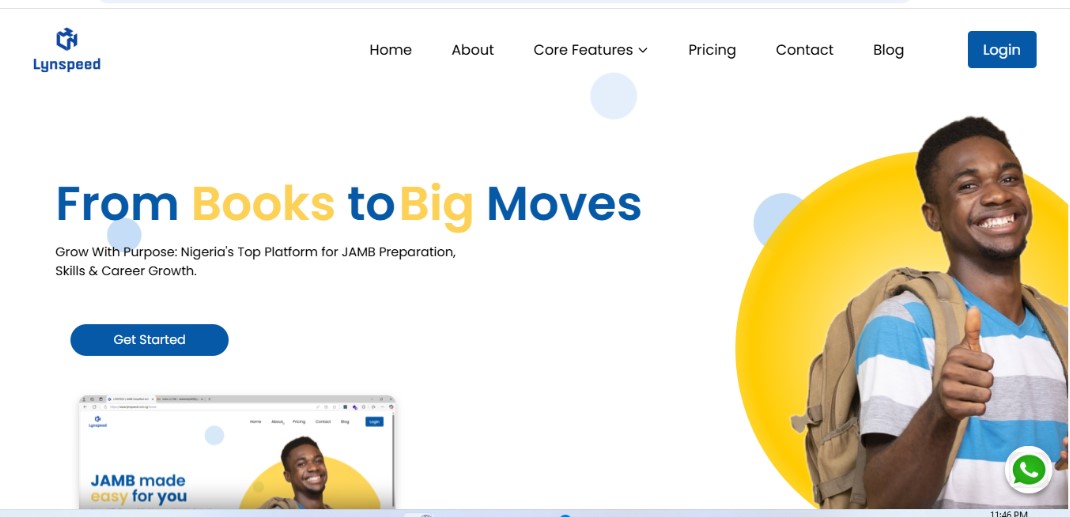 Lynspeed
Home About Core Features Pricing Contact Blog Login
From Books to Big Moves
Grow With Purpose: Nigeria's Top Platform for JAMB Preparation,
Skills & Career Growth.
Get Started
Lynspeed
Home About Pricing Contact Blog Login
JAMB made
easy for you
11:46 PM